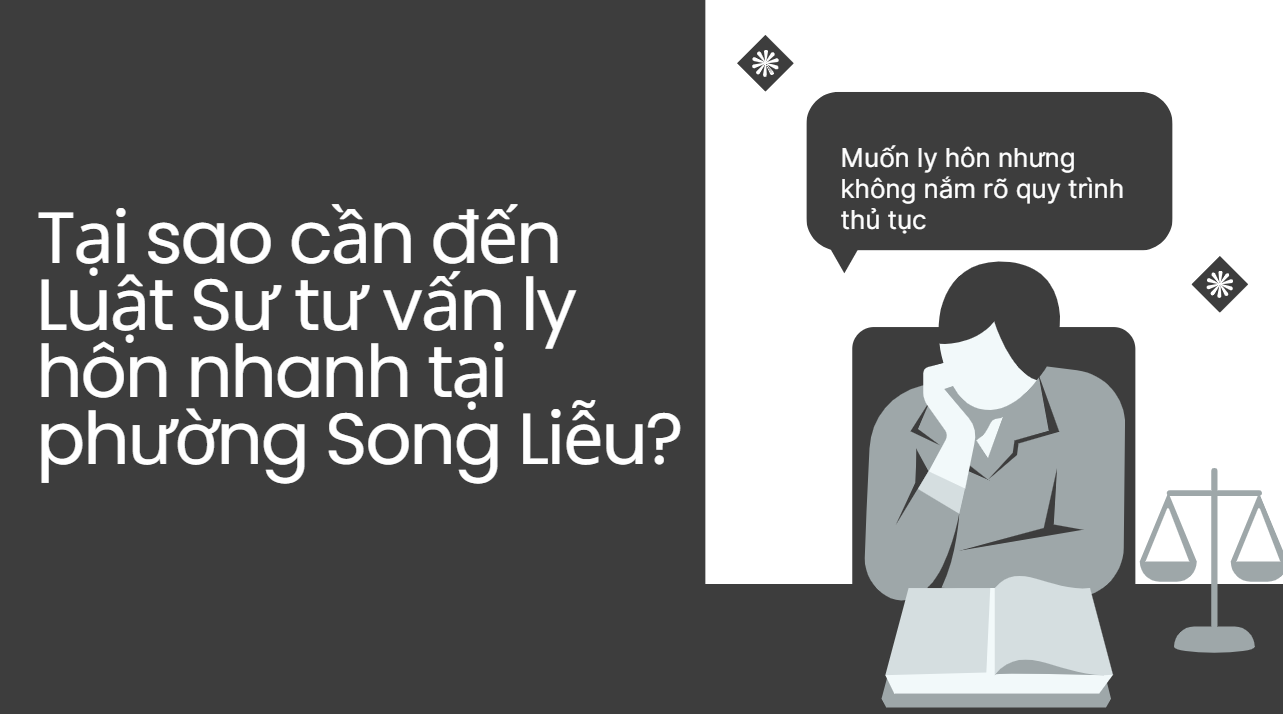 Tại sao cần đến
Luật Sư tư vấn ly
hôn nhanh tại
phường Song Liễu?
Muốn ly hôn nhưng
không nắm rõ quy trình
thủ tục